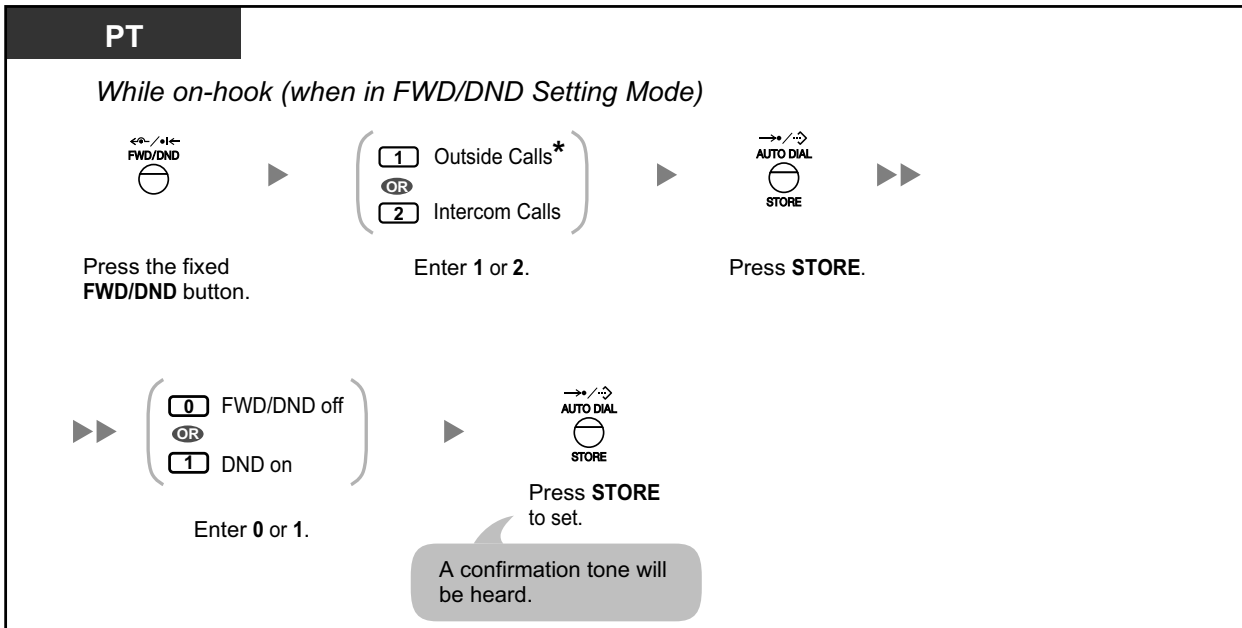 PT
While on-hook (when in FWD/DND Setting Mode)
FWD/DND
1 Outside Calls*
OR
2 Intercom Calls
AUTO DIAL
STORE
Press the fixed
FWD/DND button.
Enter 1 or 2.
Press STORE.
0 FWD/DND off
OR
1 DND on
Enter 0 or 1.
AUTO DIAL
STORE
Press STORE
to set.
A confirmation tone will
be heard.